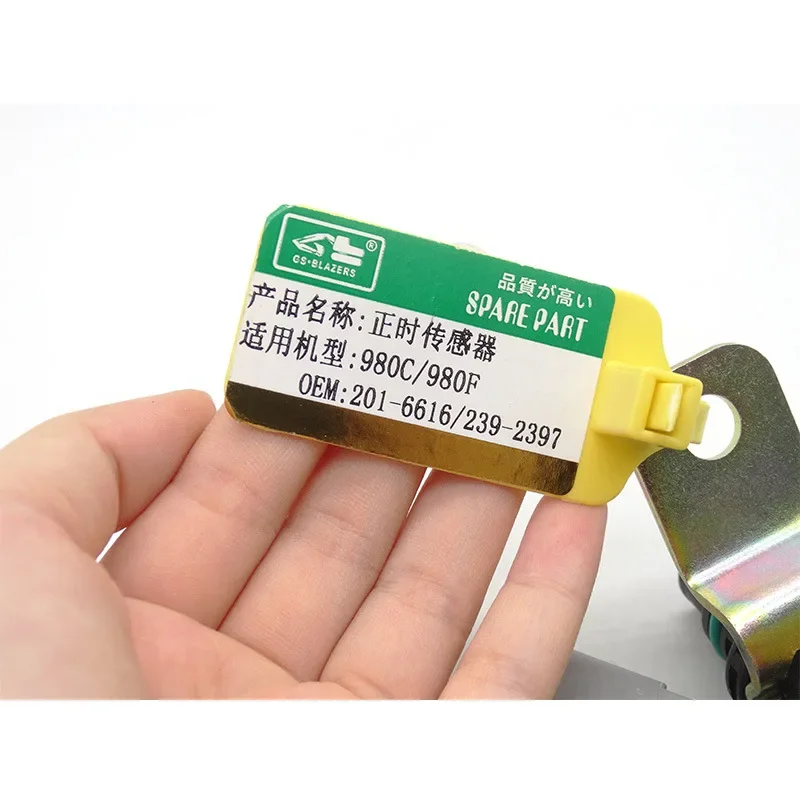 GS·BLAZERS ®
品質が高い
SPARE PART
产品名称:正时传感器
适用机型:980C/980F
OEM:201-6616/239-2397